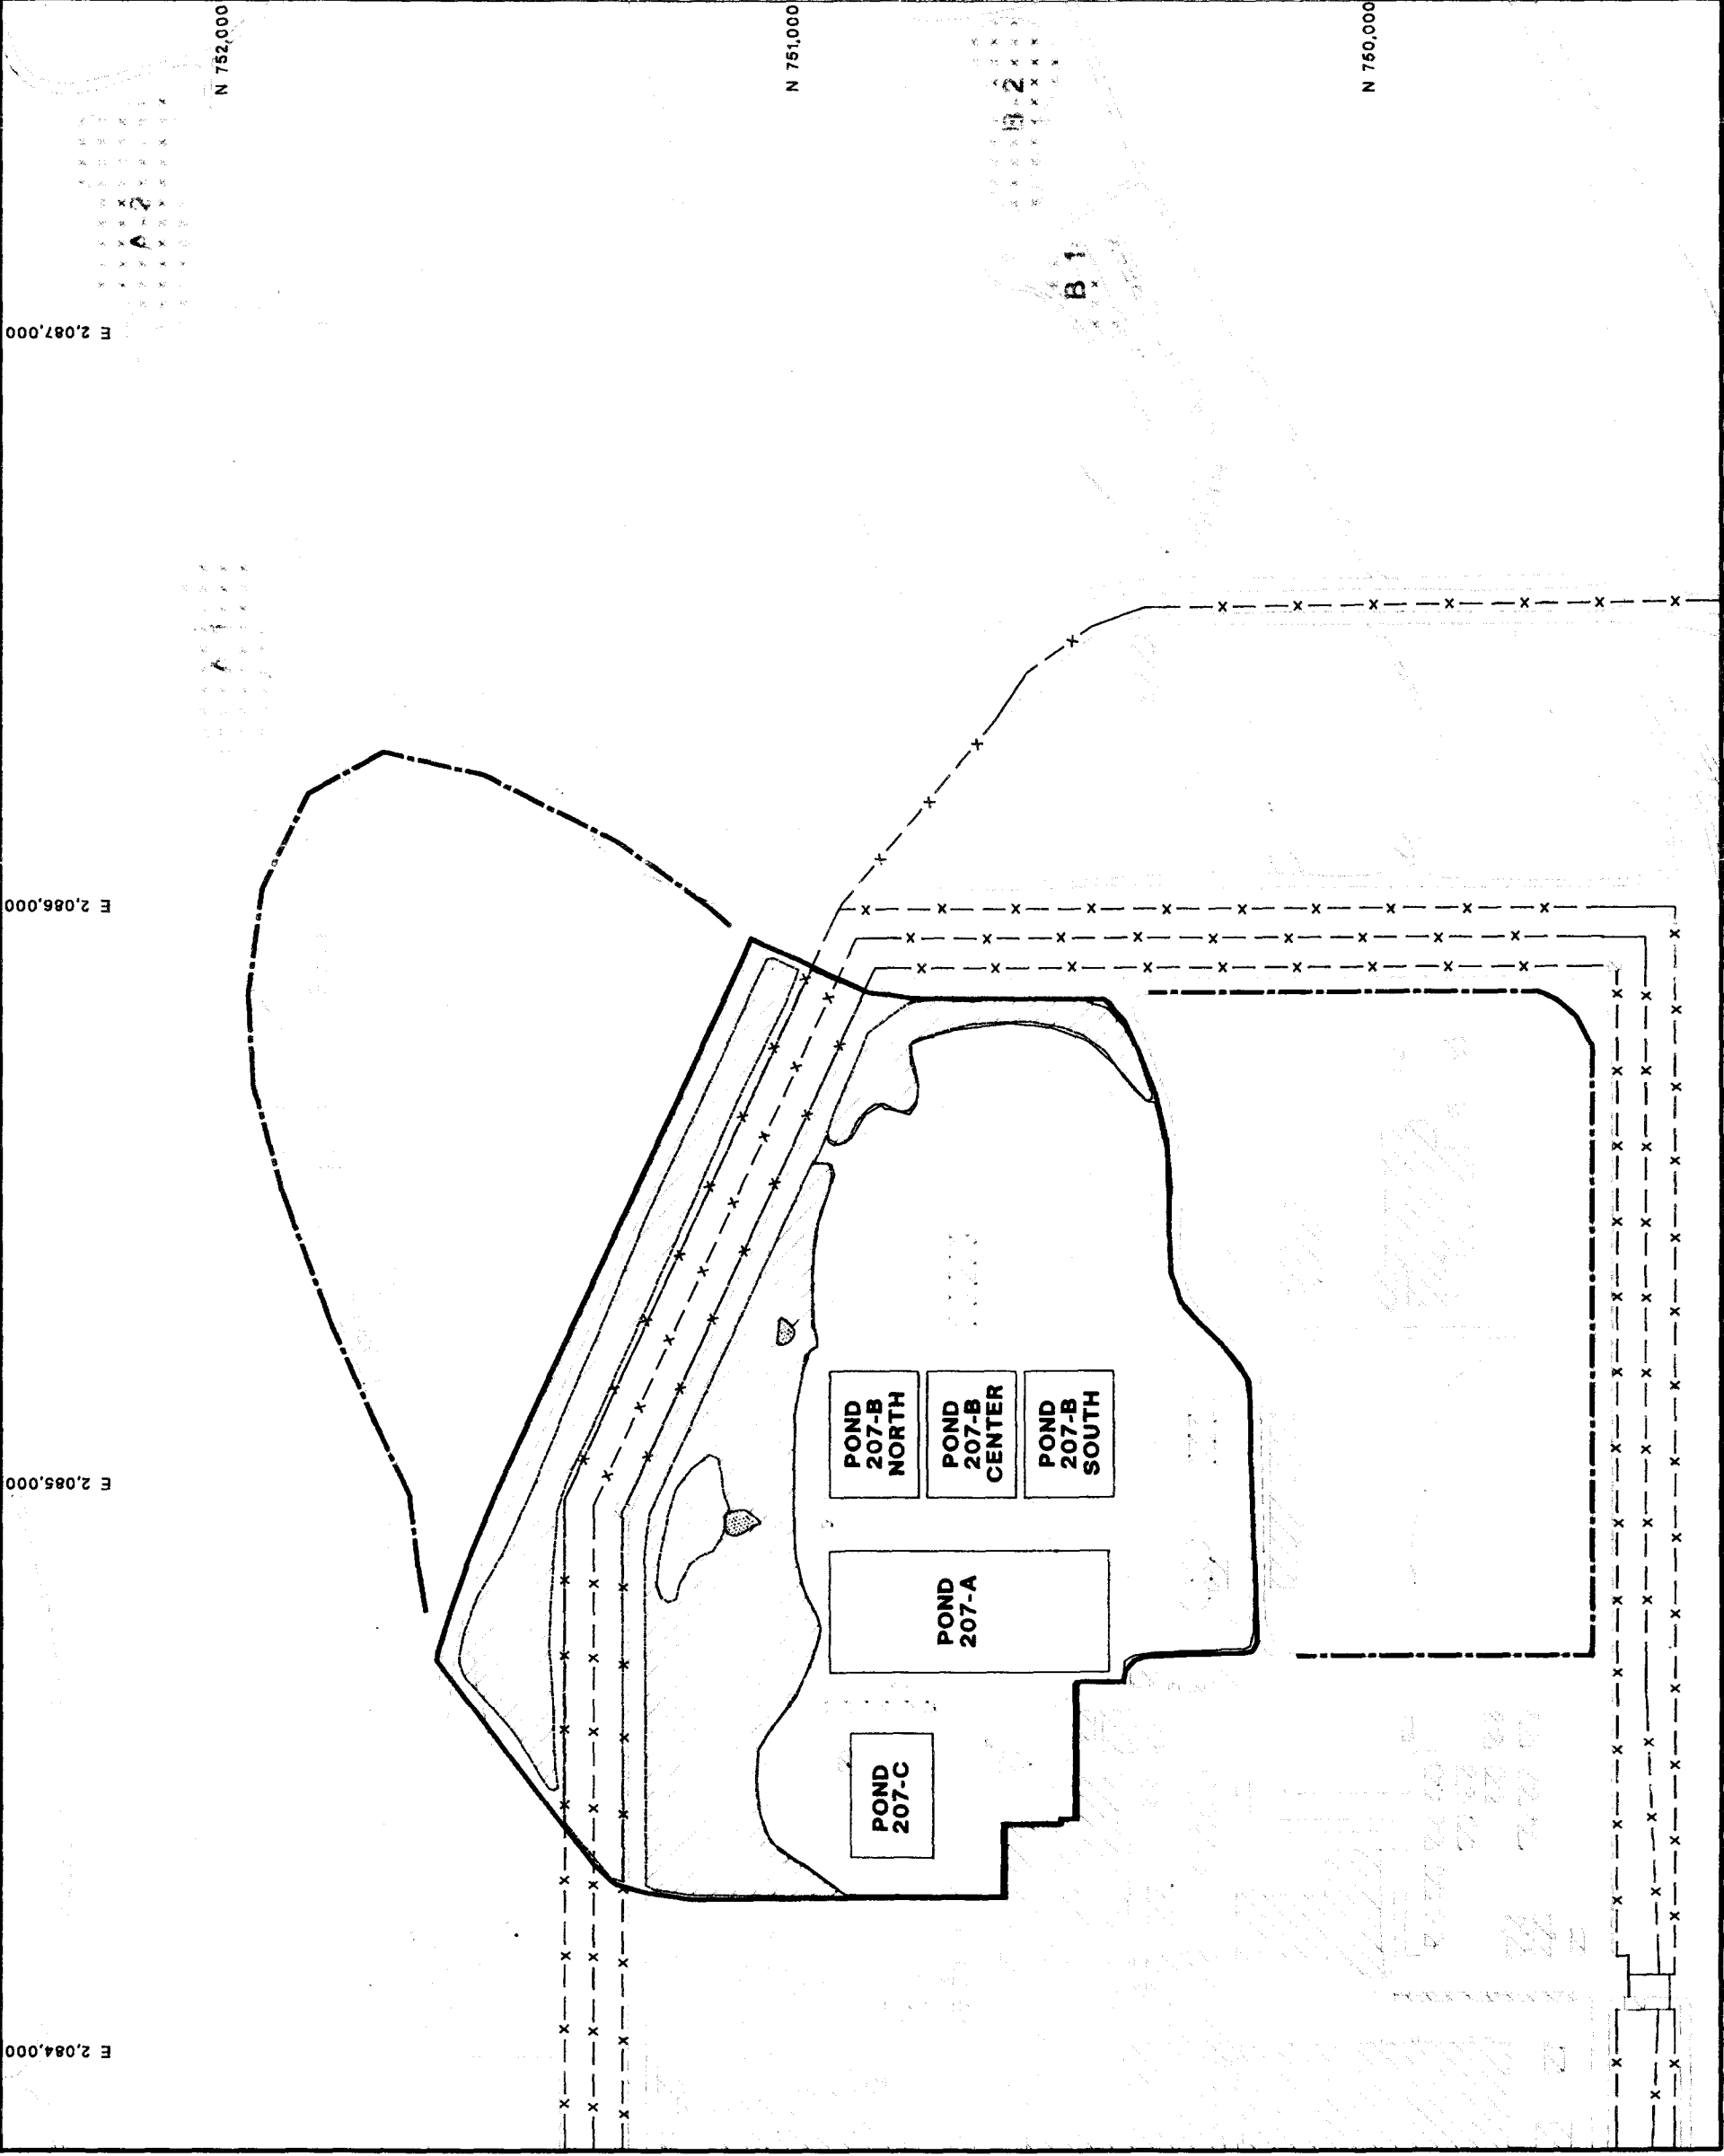 N 752,000
N 751,000
N 750,000
E 2,087,000
E 2,086,000
E 2,085,000
E 2,084,000
A-2
B-2
B 1
POND
207-B
NORTH
POND
207-B
CENTER
POND
207-B
SOUTH
POND
207-A
POND
207-C